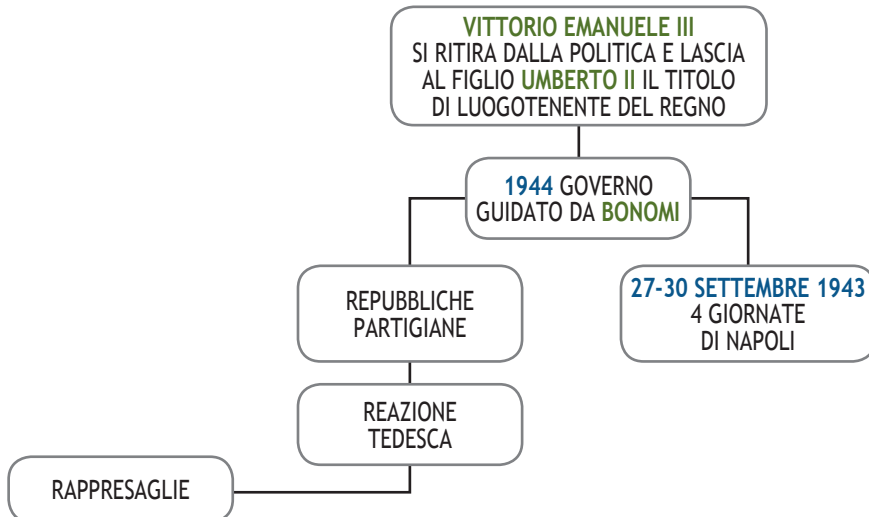 VITTORIO EMANUELE III
SI RITIRA DALLA POLITICA E LASCIA
AL FIGLIO UMBERTO II IL TITOLO
DI LUOGOTENENTE DEL REGNO
1944 GOVERNO
GUIDATO DA BONOMI
REPUBBLICHE
PARTIGIANE
27-30 SETTEMBRE 1943
4 GIORNATE
DI NAPOLI
REAZIONE
TEDESCA
RAPPRESAGLIE